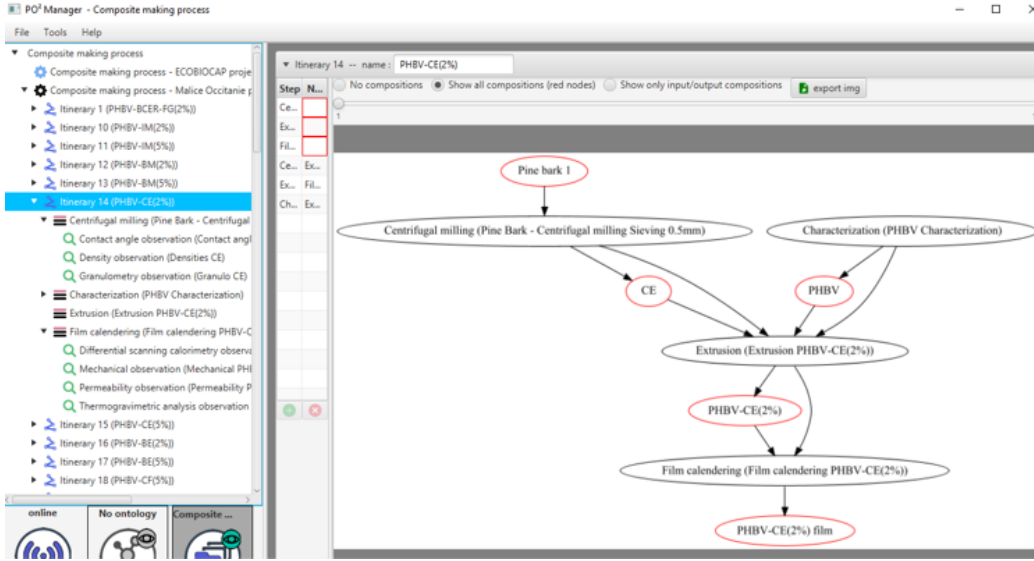 PO² Manager - Composite making process
File Tools Help
Composite making process
Composite making process - ECOBIOCAP proje
Composite making process - Malice Occitanie p
Itinerary 1 (PHBV-BCER-FG(2%))
Itinerary 10 (PHBV-IM(2%))
Itinerary 11 (PHBV-IM(5%))
Itinerary 12 (PHBV-BM(2%))
Itinerary 13 (PHBV-BM(5%))
Itinerary 14 (PHBV-CE(2%))
Centrifugal milling (Pine Bark - Centrifugal
Contact angle observation (Contact angl
Density observation (Densities CE)
Granulometry observation (Granulo CE)
Characterization (PHBV Characterization)
Extrusion (Extrusion PHBV-CE(2%))
Film calendering (Film calendering PHBV-C
Differential scanning calorimetry observa
Mechanical observation (Mechanical PHI
Permeability observation (Permeability P
Thermogravimetric analysis observation
Itinerary 15 (PHBV-CE(5%))
Itinerary 16 (PHBV-BE(2%))
Itinerary 17 (PHBV-BE(5%))
Itinerary 18 (PHBV-CF(5%))
online
No ontology
Composite ...
Itinerary 14 -- name : PHBV-CE(2%)
Step N...
Ce...
Ex...
Fil...
Ce... Ex...
Ex... Fil...
Ch... Ex...
No compositions Show all compositions (red nodes) Show only input/output compositions export img
1
1
Pine bark 1
Centrifugal milling (Pine Bark - Centrifugal milling Sieving 0.5mm)
Characterization (PHBV Characterization)
CE
PHBV
Extrusion (Extrusion PHBV-CE(2%))
PHBV-CE(2%)
Film calendering (Film calendering PHBV-CE(2%))
PHBV-CE(2%) film